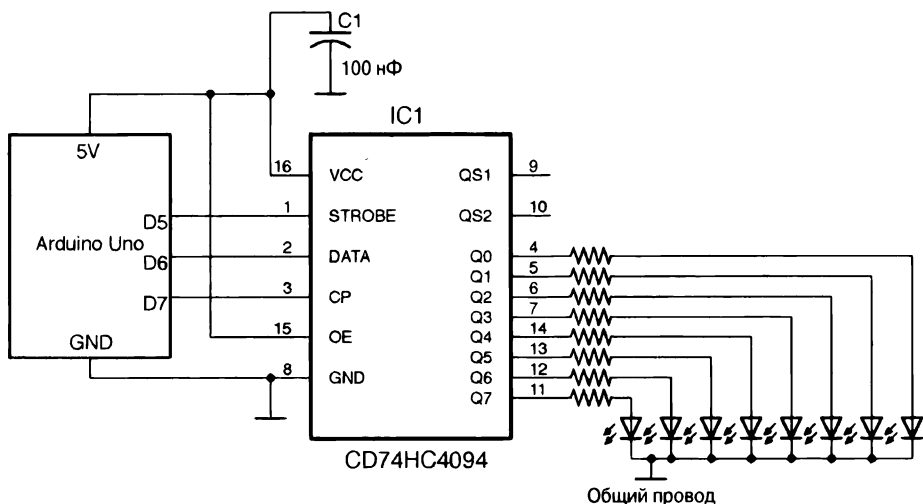 C1
100 нФ
IC1
5V
Arduino Uno
D5
D6
D7
GND
16 VCC QS1 9
1 STROBE QS2 10
2 DATA Q0 4
3 CP Q1 5
15 OE Q2 6
8 GND Q3 7
Q4 14
Q5 13
Q6 12
Q7 11
CD74HC4094
Общий провод